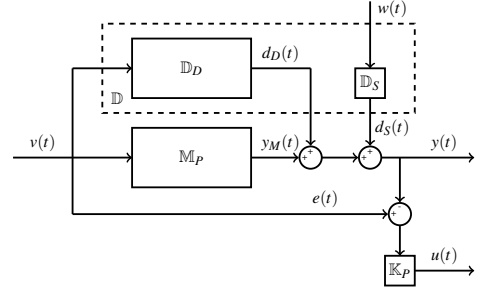 w(t)
𝔻_D
d_D(t)
𝔻_S
𝔻
d_S(t)
v(t)
𝕄_P
y_M(t)
+
+
+
+
y(t)
e(t)
+
-
𝕂_P
u(t)